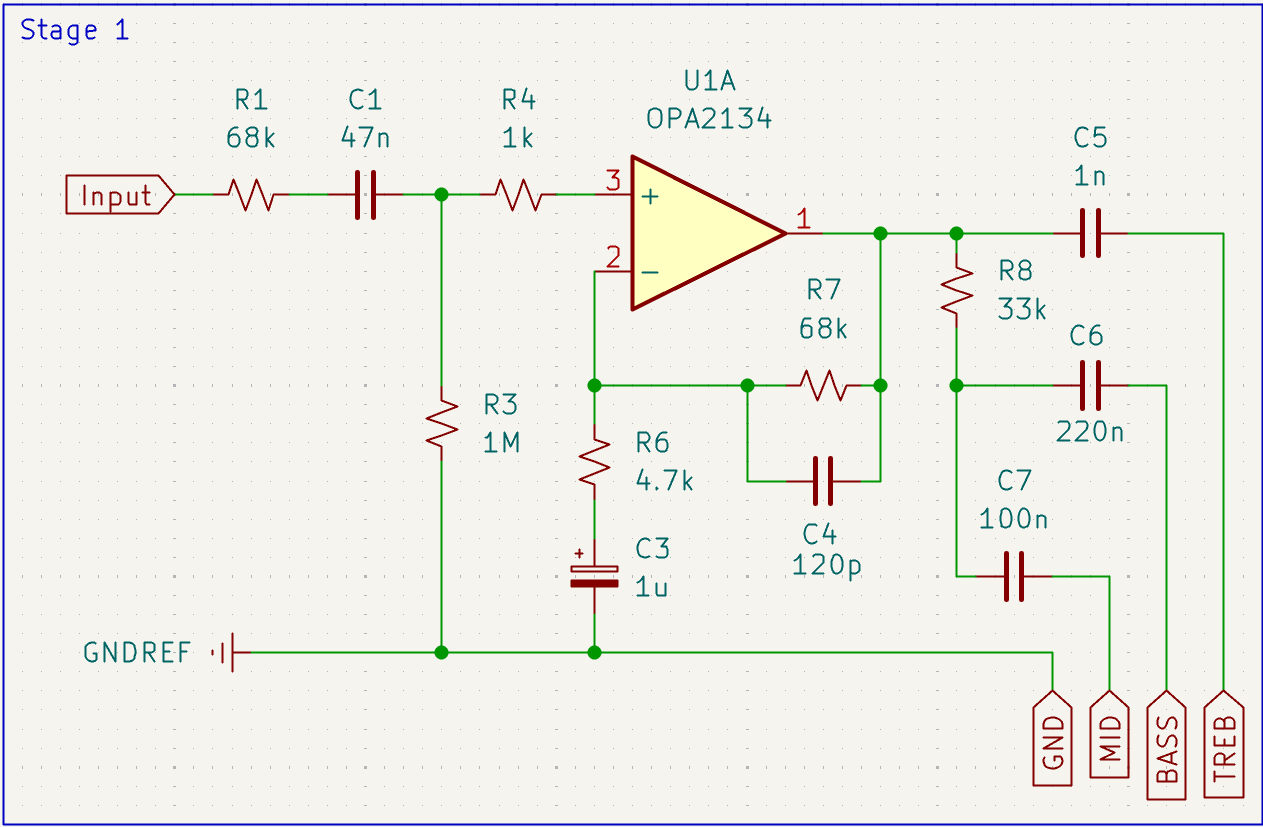 Stage 1
U1A
OPA2134
R1
68k
C1
47n
R4
1k
C5
1n
Input
3
+
1
2
−
R7
68k
R8
33k
C6
220n
R3
1M
R6
4.7k
C7
100n
C4
120p
+
C3
1u
GNDREF
GND
MID
BASS
TREB